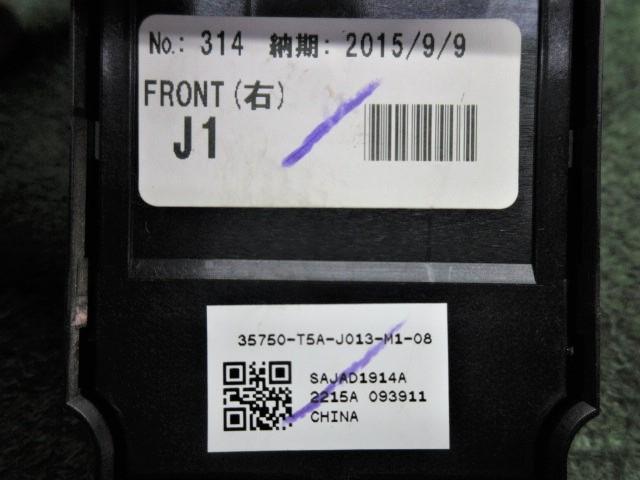 No.: 314 納期: 2015/9/9
FRONT(右)
J1
35750-T5A-J013-M1-08
SAJAD1914A
2215A 093911
CHINA